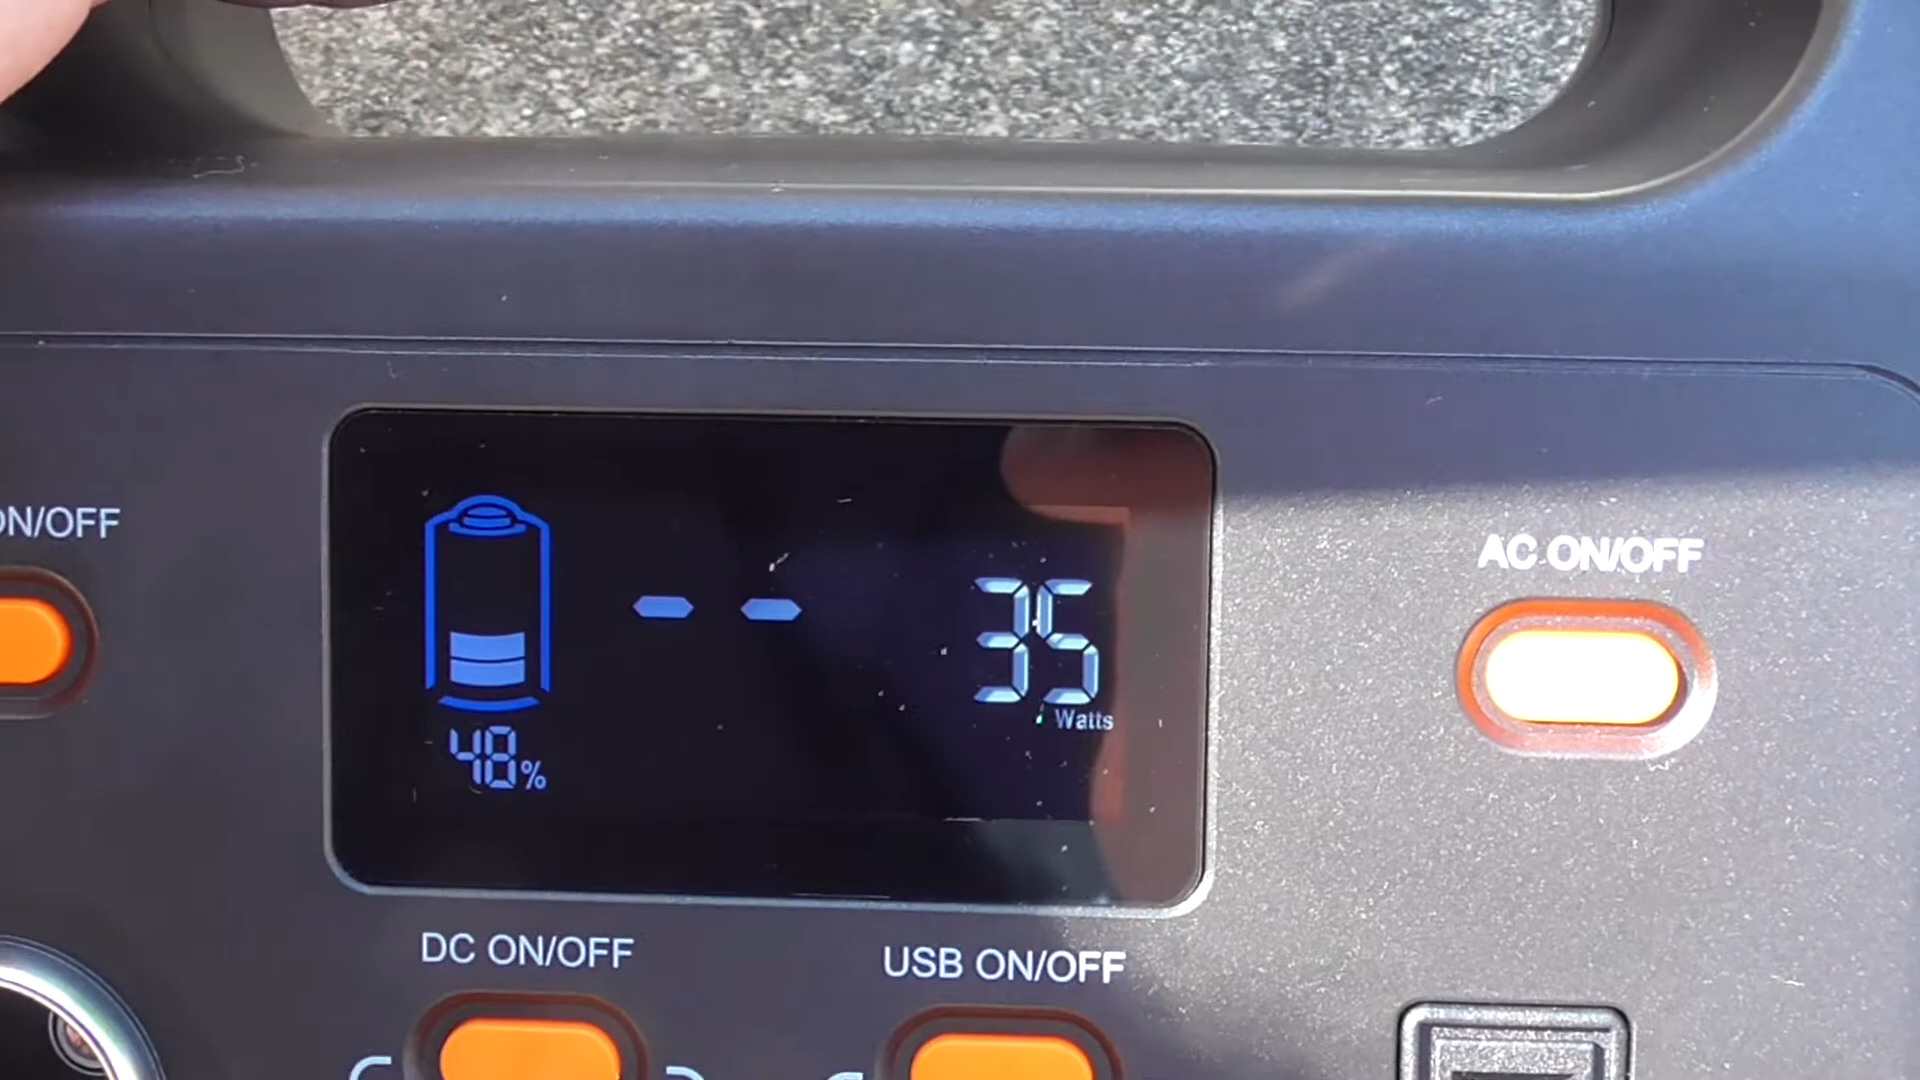 ON/OFF
AC ON/OFF
-- 35
Watts
48%
DC ON/OFF
USB ON/OFF